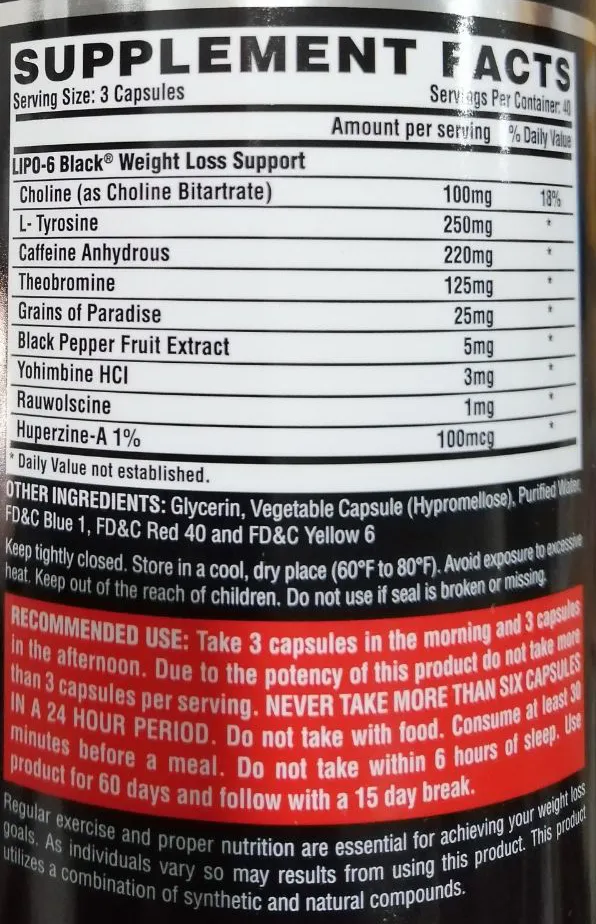 SUPPLEMENT FACTS
Serving Size: 3 Capsules Servings Per Container: 40
Amount per serving % Daily Value
LIPO-6 Black® Weight Loss Support
Choline (as Choline Bitartrate) 100mg 18%
L- Tyrosine 250mg *
Caffeine Anhydrous 220mg *
Theobromine 125mg *
Grains of Paradise 25mg *
Black Pepper Fruit Extract 5mg *
Yohimbine HCI 3mg *
Rauwolscine 1mg *
Huperzine-A 1% 100mcg *
* Daily Value not established.
OTHER INGREDIENTS: Glycerin, Vegetable Capsule (Hypromellose), Purified Water,
FD&C Blue 1, FD&C Red 40 and FD&C Yellow 6
Keep tightly closed. Store in a cool, dry place (60°F to 80°F). Avoid exposure to excessive
heat. Keep out of the reach of children. Do not use if seal is broken or missing.
RECOMMENDED USE: Take 3 capsules in the morning and 3 capsules
in the afternoon. Due to the potency of this product do not take more
than 3 capsules per serving. NEVER TAKE MORE THAN SIX CAPSULES
IN A 24 HOUR PERIOD. Do not take with food. Consume at least 30
minutes before a meal. Do not take within 6 hours of sleep. Use
product for 60 days and follow with a 15 day break.
Regular exercise and proper nutrition are essential for achieving your weight loss
goals. As individuals vary so may results from using this product. This product
utilizes a combination of synthetic and natural compounds.